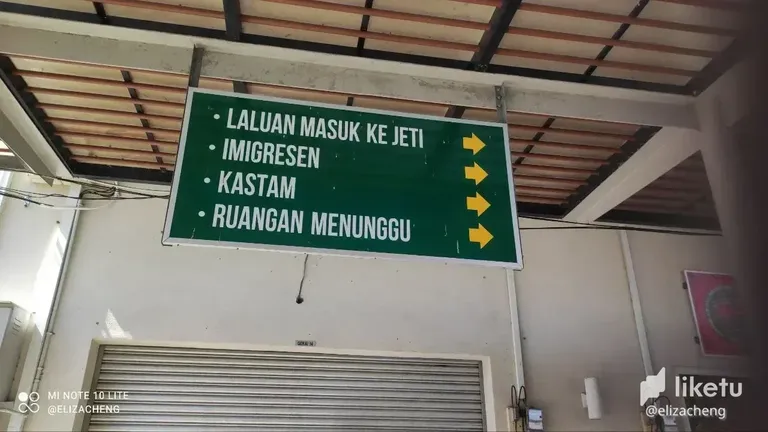 • LALUAN MASUK KE JETI
• IMIGRESEN
• KASTAM
• RUANGAN MENUNGGU
MI NOTE 10 LITE
@ELIZACHENG
liketu
@elizacheng